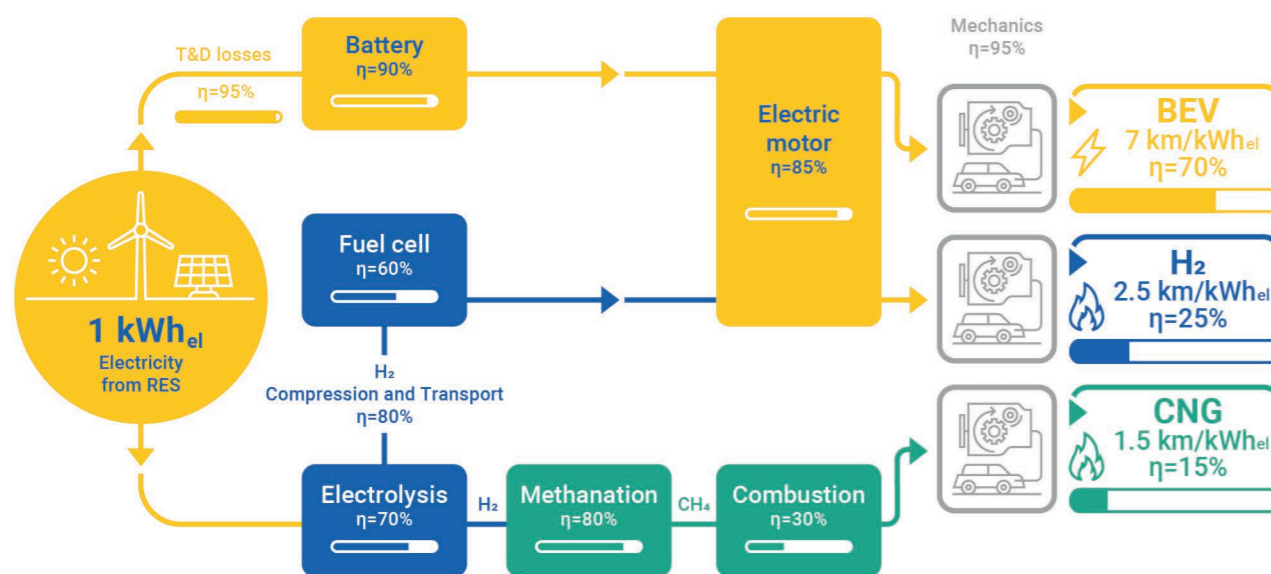 T&D losses
η=95%
Battery
η=90%
Electric
motor
η=85%
Mechanics
η=95%
BEV
7 km/kWhₑₗ
η=70%
1 kWhₑₗ
Electricity
from RES
Fuel cell
η=60%
H₂
2.5 km/kWhₑₗ
η=25%
H₂
Compression and Transport
η=80%
Electrolysis
η=70%
H₂
Methanation
η=80%
CH₄
Combustion
η=30%
CNG
1.5 km/kWhₑₗ
η=15%